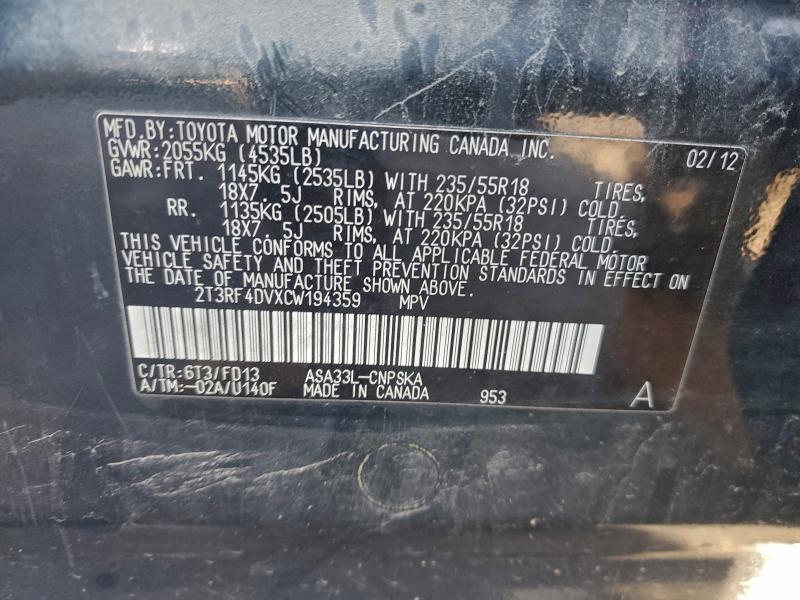 MFD.BY:TOYOTA MOTOR MANUFACTURING CANADA INC. 02/12
GVWR:2055KG (4535LB)
GAWR:FRT. 1145KG (2535LB) WITH 235/55R18 TIRES,
18X7 5J RIMS, AT 220KPA (32PSI) COLD.
RR. 1135KG (2505LB) WITH 235/55R18 TIRES,
18X7 5J RIMS, AT 220KPA (32PSI) COLD.
THIS VEHICLE CONFORMS TO ALL APPLICABLE FEDERAL MOTOR
VEHICLE SAFETY AND THEFT PREVENTION STANDARDS IN EFFECT ON
THE DATE OF MANUFACTURE SHOWN ABOVE.
2T3RF4DVXCW194359 MPV
C/TR:6T3/FD13 ASA33L-CNPSKA
A/TM:-02A/U140F MADE IN CANADA 953 A